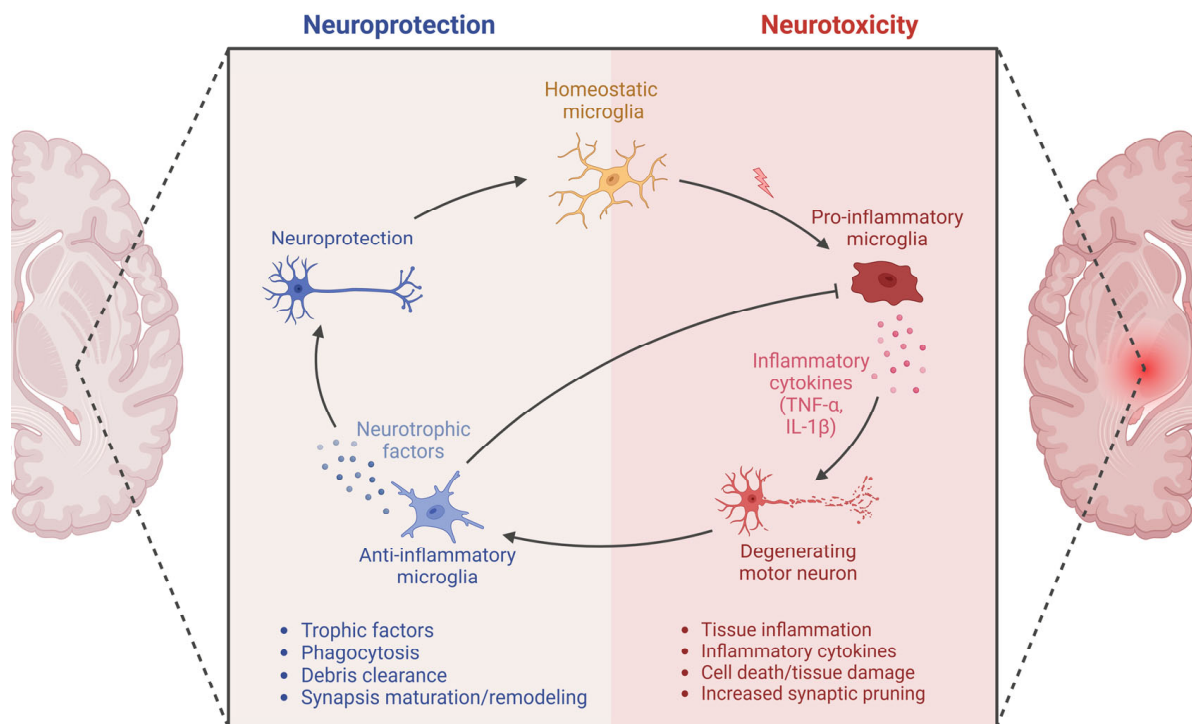 Neuroprotection
Neurotoxicity
Homeostatic
microglia
Pro-inflammatory
microglia
Neuroprotection
Inflammatory
cytokines
(TNF-α,
IL-1β)
Neurotrophic
factors
Anti-inflammatory
microglia
Degenerating
motor neuron
• Trophic factors
• Phagocytosis
• Debris clearance
• Synapsis maturation/remodeling
• Tissue inflammation
• Inflammatory cytokines
• Cell death/tissue damage
• Increased synaptic pruning